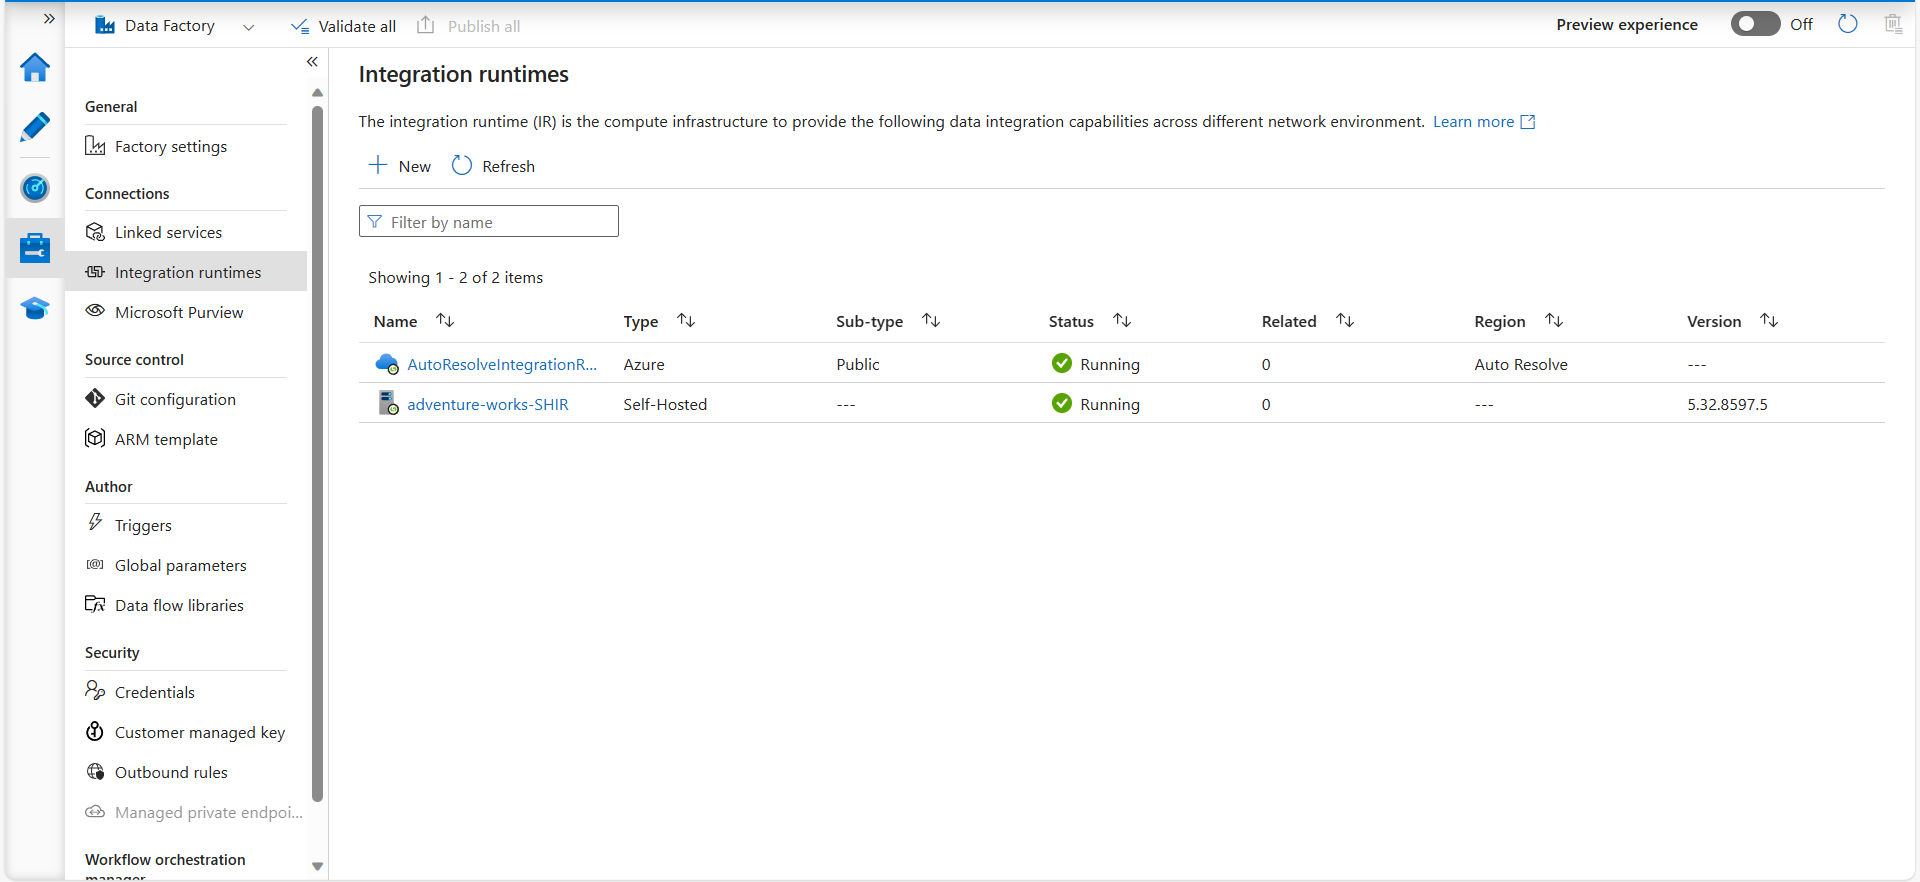 Data Factory
Validate all
Publish all
Preview experience
Off
General
Factory settings
Connections
Linked services
Integration runtimes
Microsoft Purview
Source control
Git configuration
ARM template
Author
Triggers
Global parameters
Data flow libraries
Security
Credentials
Customer managed key
Outbound rules
Managed private endpoi...
Workflow orchestration
manager
Integration runtimes
The integration runtime (IR) is the compute infrastructure to provide the following data integration capabilities across different network environment. Learn more
New Refresh
Filter by name
Showing 1 - 2 of 2 items
Name Type Sub-type Status Related Region Version
AutoResolveIntegrationR... Azure Public Running 0 Auto Resolve ---
adventure-works-SHIR Self-Hosted --- Running 0 --- 5.32.8597.5